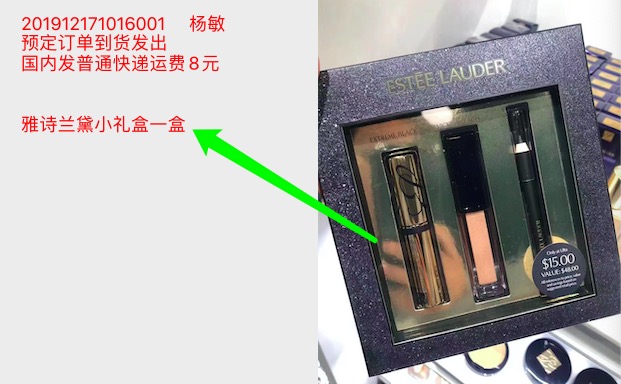 201912171016001 杨敏
预定订单到货发出
国内发普通快递运费8元
雅诗兰黛小礼盒一盒
ESTĒE LAUDER
EXTREME BLACK
Only at Ulta
$15.00
VALUE: $48.00